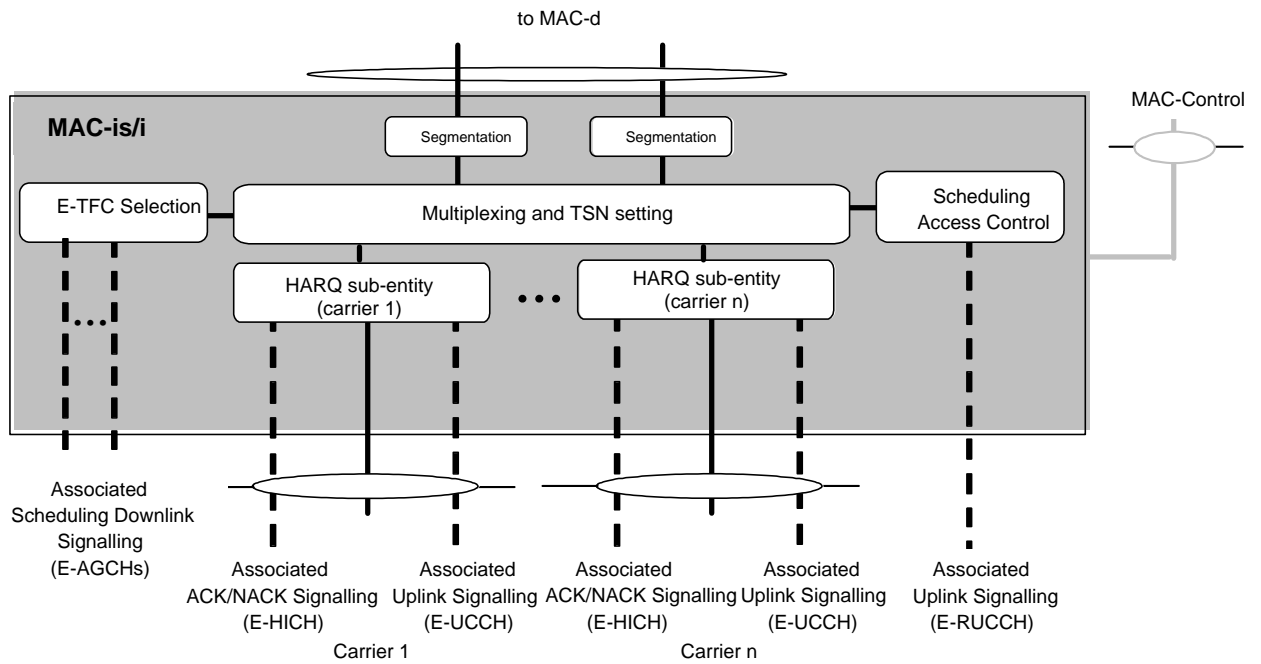 to MAC-d
MAC-Control
MAC-is/i
Segmentation
Segmentation
E-TFC Selection
Multiplexing and TSN setting
Scheduling
Access Control
HARQ sub-entity
(carrier 1)
HARQ sub-entity
(carrier n)
Associated
Scheduling Downlink
Signalling
(E-AGCHs)
Associated
ACK/NACK Signalling
(E-HICH)
Associated
Uplink Signalling
(E-UCCH)
Associated
ACK/NACK Signalling
(E-HICH)
Associated
Uplink Signalling
(E-UCCH)
Associated
Uplink Signalling
(E-RUCCH)
Carrier 1
Carrier n